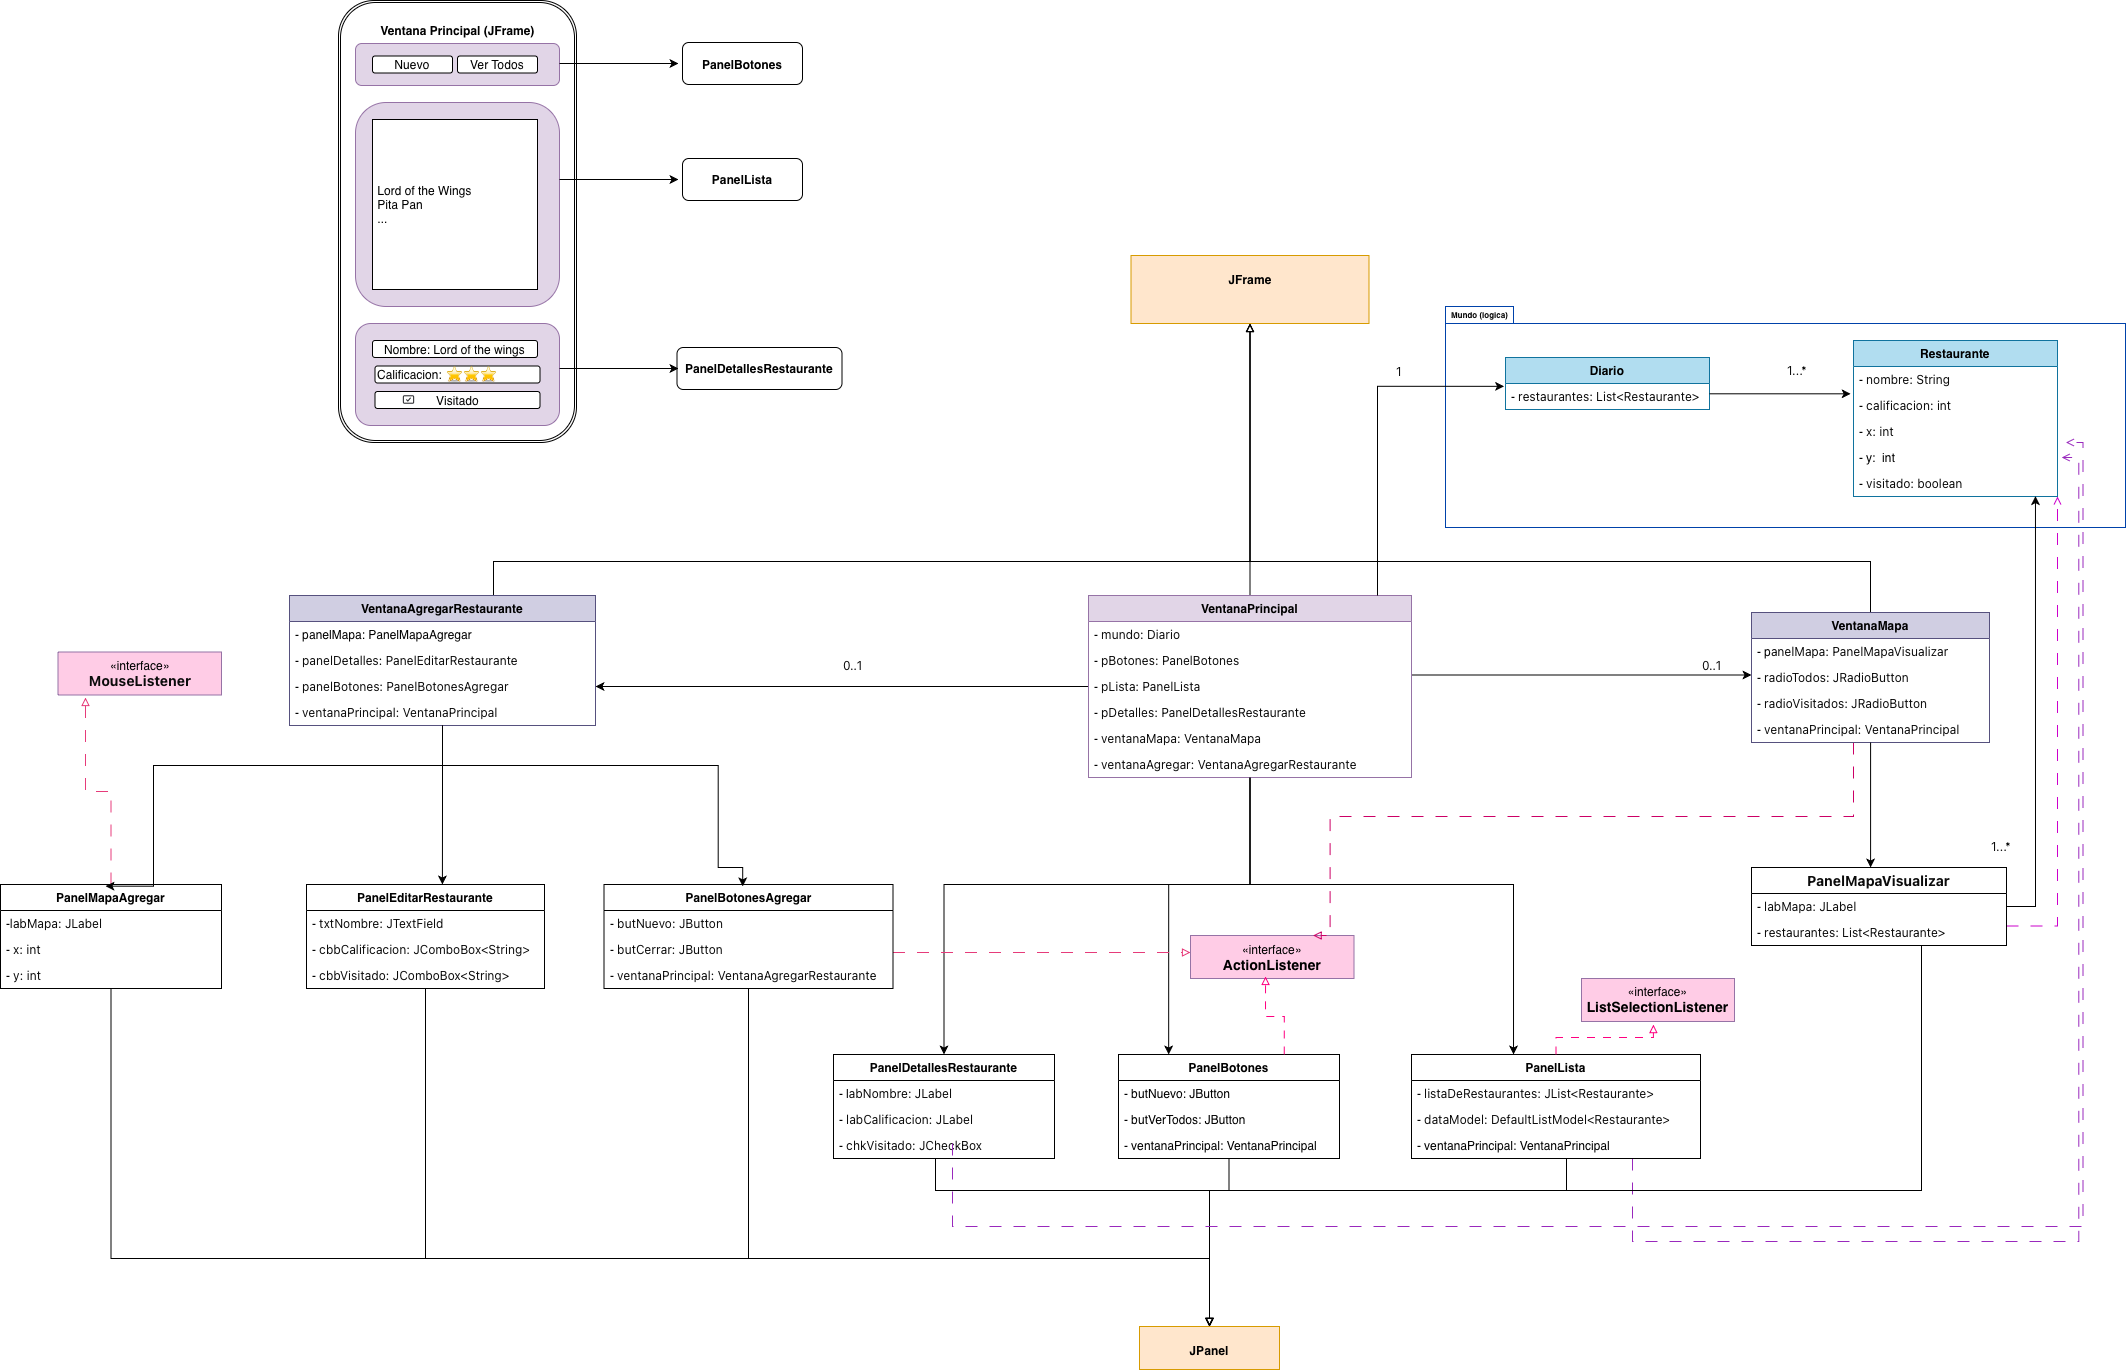 Ventana Principal (JFrame)
Nuevo
Ver Todos
PanelBotones
Lord of the Wings
Pita Pan
...
PanelLista
Nombre: Lord of the wings
Calificacion:
Visitado
PanelDetallesRestaurante
JFrame
Mundo (logica)
1
Diario
- restaurantes: List<Restaurante>
1...*
Restaurante
- nombre: String
- calificacion: int
- x: int
- y:  int
- visitado: boolean
VentanaAgregarRestaurante
- panelMapa: PanelMapaAgregar
- panelDetalles: PanelEditarRestaurante
- panelBotones: PanelBotonesAgregar
- ventanaPrincipal: VentanaPrincipal
0..1
VentanaPrincipal
- mundo: Diario
- pBotones: PanelBotones
- pLista: PanelLista
- pDetalles: PanelDetallesRestaurante
- ventanaMapa: VentanaMapa
- ventanaAgregar: VentanaAgregarRestaurante
0..1
VentanaMapa
- panelMapa: PanelMapaVisualizar
- radioTodos: JRadioButton
- radioVisitados: JRadioButton
- ventanaPrincipal: VentanaPrincipal
«interface»
MouseListener
PanelMapaAgregar
-labMapa: JLabel
- x: int
- y: int
PanelEditarRestaurante
- txtNombre: JTextField
- cbbCalificacion: JComboBox<String>
- cbbVisitado: JComboBox<String>
PanelBotonesAgregar
- butNuevo: JButton
- butCerrar: JButton
- ventanaPrincipal: VentanaAgregarRestaurante
«interface»
ActionListener
1...*
PanelMapaVisualizar
- labMapa: JLabel
- restaurantes: List<Restaurante>
«interface»
ListSelectionListener
PanelDetallesRestaurante
- labNombre: JLabel
- labCalificacion: JLabel
- chkVisitado: JCheckBox
PanelBotones
- butNuevo: JButton
- butVerTodos: JButton
- ventanaPrincipal: VentanaPrincipal
PanelLista
- listaDeRestaurantes: JList<Restaurante>
- dataModel: DefaultListModel<Restaurante>
- ventanaPrincipal: VentanaPrincipal
JPanel